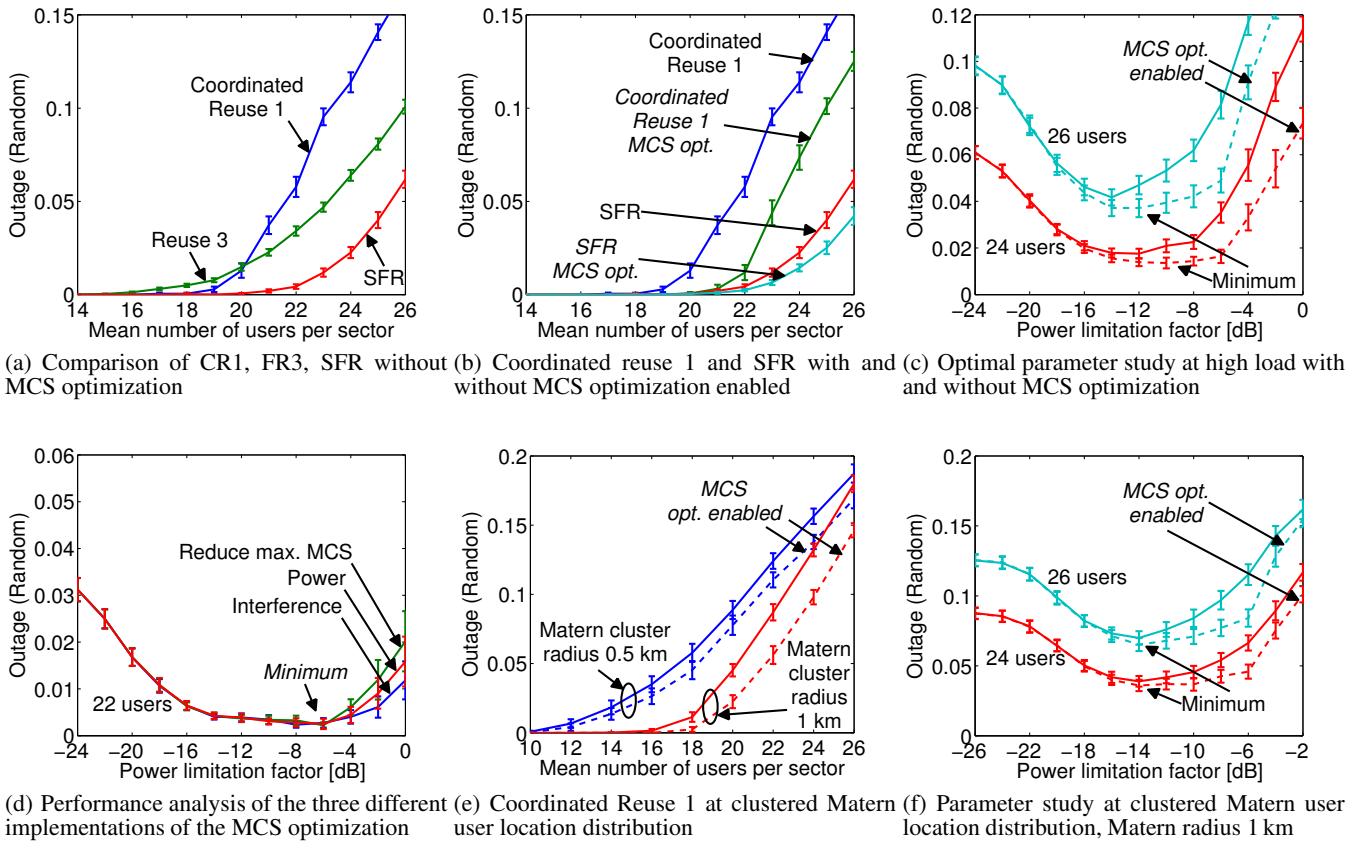 0.15
0.1
0.05
0
14 16 18 20 22 24 26
Outage (Random)
Mean number of users per sector
Coordinated
Reuse 1
Reuse 3
SFR
(a) Comparison of CR1, FR3, SFR without
MCS optimization
0.15
0.1
0.05
0
14 16 18 20 22 24 26
Outage (Random)
Mean number of users per sector
Coordinated
Reuse 1
Coordinated
Reuse 1
MCS opt.
SFR
SFR
MCS opt.
(b) Coordinated reuse 1 and SFR with and
without MCS optimization enabled
0.12
0.1
0.08
0.06
0.04
0.02
0
−24 −20 −16 −12 −8 −4 0
Outage (Random)
Power limitation factor [dB]
MCS opt.
enabled
26 users
24 users
Minimum
(c) Optimal parameter study at high load with
and without MCS optimization
0.06
0.05
0.04
0.03
0.02
0.01
0
−24 −20 −16 −12 −8 −4 0
Outage (Random)
Power limitation factor [dB]
Reduce max. MCS
Power
Interference
Minimum
22 users
(d) Performance analysis of the three different
implementations of the MCS optimization
0.2
0.15
0.1
0.05
0
10 12 14 16 18 20 22 24 26
Outage (Random)
Mean number of users per sector
MCS
opt. enabled
Matern cluster
radius 0.5 km
Matern
cluster
radius
1 km
(e) Coordinated Reuse 1 at clustered Matern
user location distribution
0.2
0.15
0.1
0.05
0
−26 −22 −18 −14 −10 −6 −2
Outage (Random)
Power limitation factor [dB]
MCS opt.
enabled
26 users
24 users
Minimum
(f) Parameter study at clustered Matern user
location distribution, Matern radius 1 km